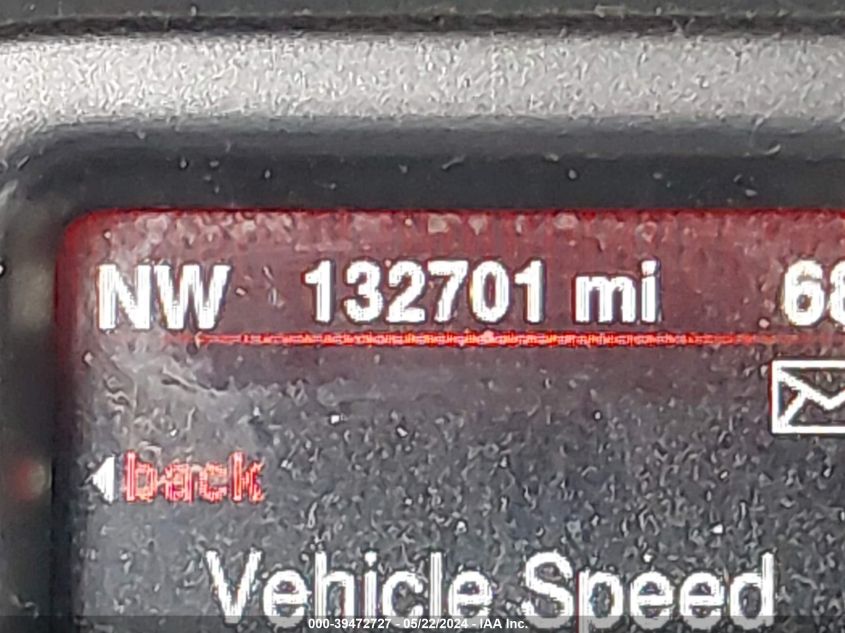 NW 132701 mi 68
back
Vehicle Speed
000-39472727 - 05/22/2024 - IAA Inc.